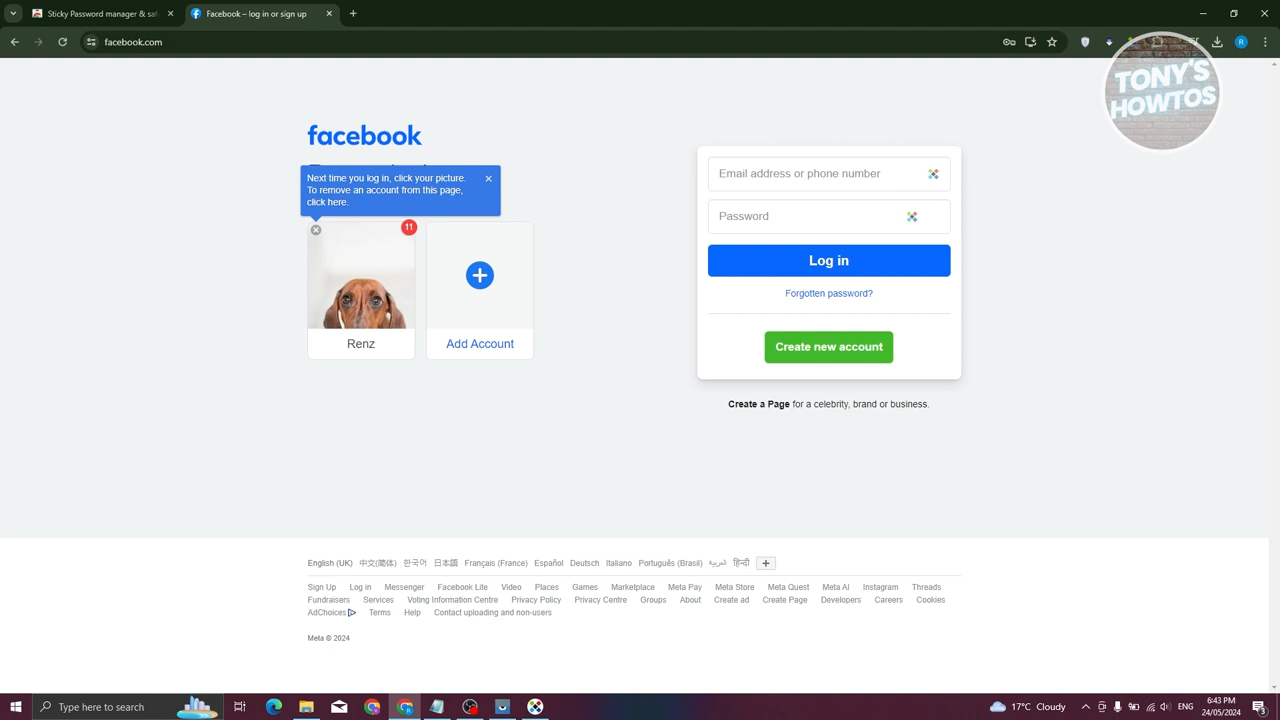 Sticky Password manager & sa
Facebook – log in or sign up
facebook.com
R
TONY'S
HOWTOS
facebook
Next time you log in, click your picture.
To remove an account from this page,
click here.
11
Renz
Add Account
Email address or phone number
Password
Log in
Forgotten password?
Create new account
Create a Page for a celebrity, brand or business.
English (UK) 中文(简体) 한국어 日本語 Français (France) Español Deutsch Italiano Português (Brasil) العربية हिन्दी
Sign Up Log in Messenger Facebook Lite Video Places Games Marketplace Meta Pay Meta Store Meta Quest Meta AI Instagram Threads
Fundraisers Services Voting Information Centre Privacy Policy Privacy Centre Groups About Create ad Create Page Developers Careers Cookies
AdChoices Terms Help Contact uploading and non-users
Meta © 2024
Type here to search
17°C Cloudy
ENG
6:43 PM
24/05/2024